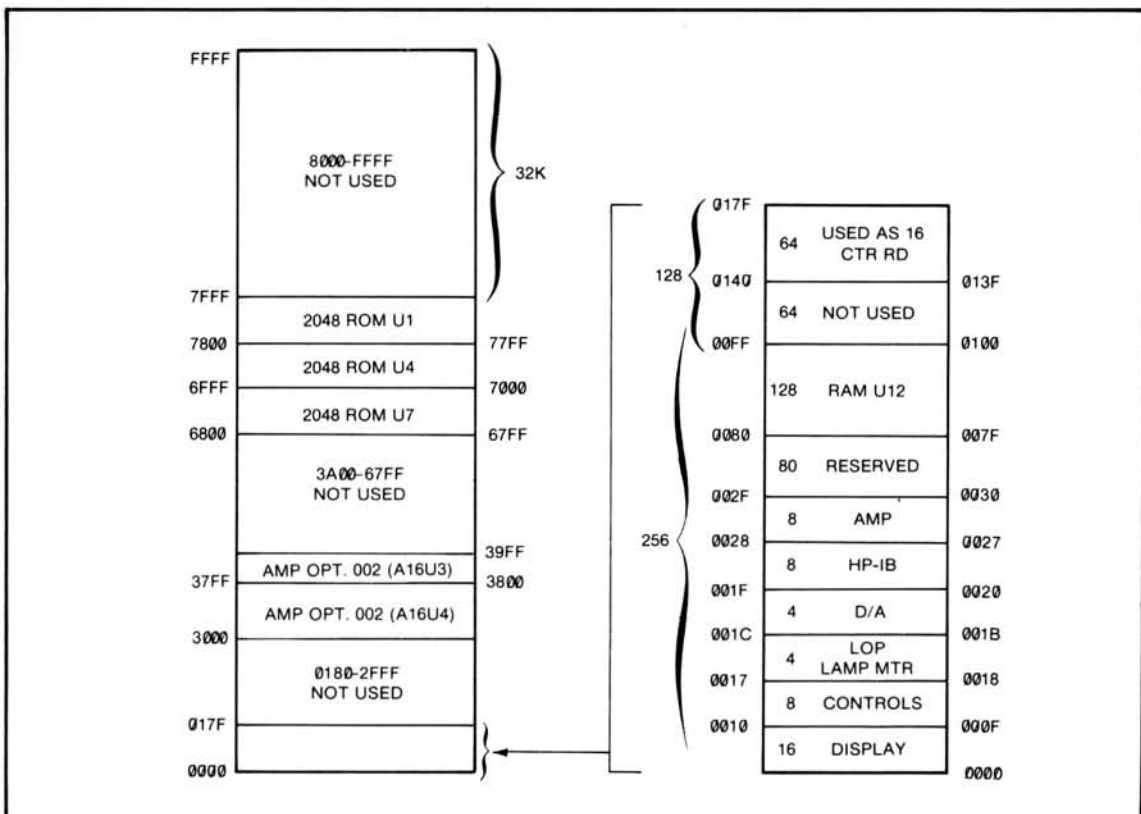 FFFF
8000-FFFF
NOT USED
32K
7FFF
2048 ROM U1
7800
77FF
2048 ROM U4
6FFF
7000
2048 ROM U7
6800
67FF
3A00-67FF
NOT USED
39FF
AMP OPT. 002 (A16U3)
37FF
3800
AMP OPT. 002 (A16U4)
3000
0180-2FFF
NOT USED
017F
0000
017F
64
USED AS 16
CTR RD
128
0140
013F
64 NOT USED
00FF
0100
128 RAM U12
0080
007F
80 RESERVED
002F
0030
8 AMP
256
0028
0027
8 HP-IB
001F
0020
4 D/A
001C
001B
4
LOP
LAMP MTR
0017
0018
8 CONTROLS
0010
000F
16 DISPLAY
0000